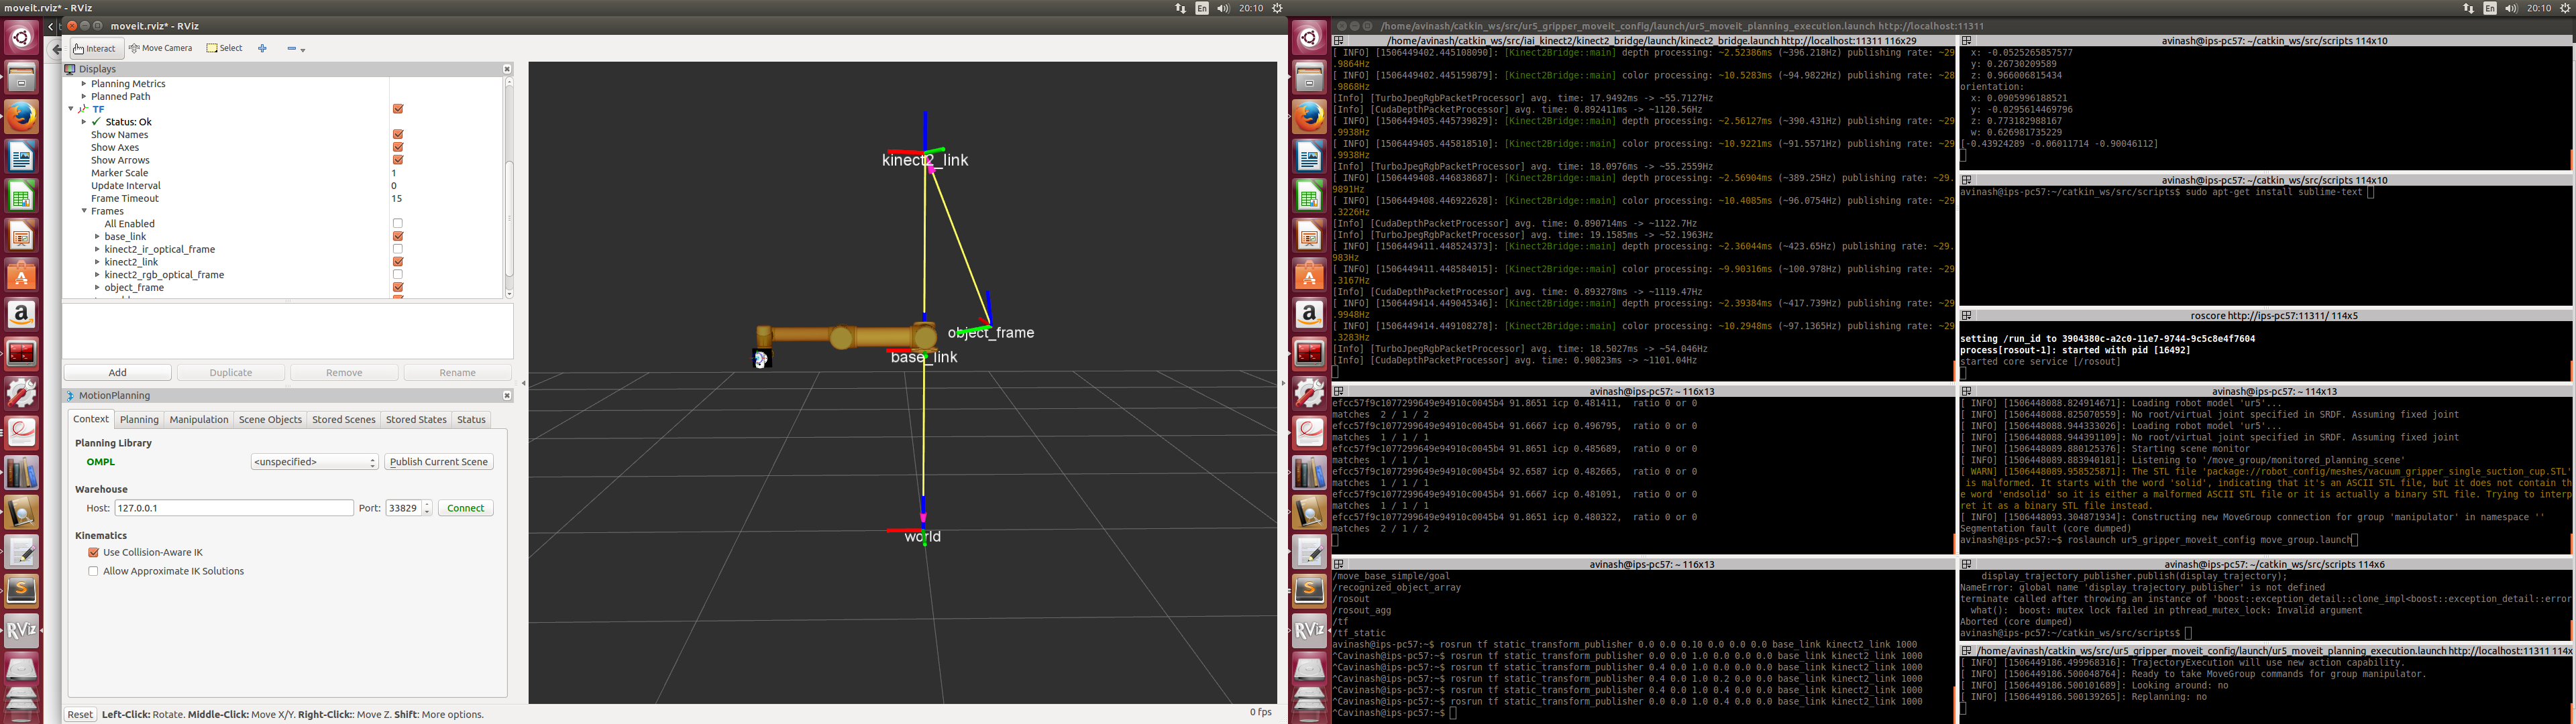 moveit.rviz* - RViz
En
20:10
En
20:10
moveit.rviz* - RViz
Interact
Move Camera
Select
Displays
Planning Metrics
Planned Path
TF
Status: Ok
Show Names
Show Axes
Show Arrows
Marker Scale
1
Update Interval
0
Frame Timeout
15
Frames
All Enabled
base_link
kinect2_ir_optical_frame
kinect2_link
kinect2_rgb_optical_frame
object_frame
Add
Duplicate
Remove
Rename
MotionPlanning
Context
Planning
Manipulation
Scene Objects
Stored Scenes
Stored States
Status
Planning Library
OMPL
<unspecified>
Publish Current Scene
Warehouse
Host:
127.0.0.1
Port:
33829
Connect
Kinematics
Use Collision-Aware IK
Allow Approximate IK Solutions
Reset
Left-Click: Rotate. Middle-Click: Move X/Y. Right-Click:: Move Z. Shift: More options.
0 fps
kinect2_link
object_frame
base_link
world
/home/avinash/catkin_ws/src/ur5_gripper_moveit_config/launch/ur5_moveit_planning_execution.launch http://localhost:11311
/home/avinash/catkin_ws/src/iai_kinect2/kinect2_bridge/launch/kinect2_bridge.launch http://localhost:11311 116x29
[ INFO] [1506449402.445108090]: [Kinect2Bridge::main] depth processing: ~2.52386ms (~396.218Hz) publishing rate: ~29
.9864Hz
[ INFO] [1506449402.445159879]: [Kinect2Bridge::main] color processing: ~10.5283ms (~94.9822Hz) publishing rate: ~28
.9868Hz
[Info] [TurboJpegRgbPacketProcessor] avg. time: 17.9492ms -> ~55.7127Hz
[Info] [CudaDepthPacketProcessor] avg. time: 0.892411ms -> ~1120.56Hz
[ INFO] [1506449405.445739829]: [Kinect2Bridge::main] depth processing: ~2.56127ms (~390.431Hz) publishing rate: ~29
.9938Hz
[ INFO] [1506449405.445818510]: [Kinect2Bridge::main] color processing: ~10.9221ms (~91.5571Hz) publishing rate: ~29
.9938Hz
[Info] [TurboJpegRgbPacketProcessor] avg. time: 18.0976ms -> ~55.2559Hz
[ INFO] [1506449408.446838687]: [Kinect2Bridge::main] depth processing: ~2.56904ms (~389.25Hz) publishing rate: ~29.
9891Hz
[ INFO] [1506449408.446922628]: [Kinect2Bridge::main] color processing: ~10.4085ms (~96.0754Hz) publishing rate: ~29
.3226Hz
[Info] [CudaDepthPacketProcessor] avg. time: 0.890714ms -> ~1122.7Hz
[Info] [TurboJpegRgbPacketProcessor] avg. time: 19.1585ms -> ~52.1963Hz
[ INFO] [1506449411.448524373]: [Kinect2Bridge::main] depth processing: ~2.36044ms (~423.65Hz) publishing rate: ~29.
983Hz
[ INFO] [1506449411.448584015]: [Kinect2Bridge::main] color processing: ~9.90316ms (~100.978Hz) publishing rate: ~29
.3167Hz
[Info] [CudaDepthPacketProcessor] avg. time: 0.893278ms -> ~1119.47Hz
[ INFO] [1506449414.449045346]: [Kinect2Bridge::main] depth processing: ~2.39384ms (~417.739Hz) publishing rate: ~29
.9948Hz
[ INFO] [1506449414.449108278]: [Kinect2Bridge::main] color processing: ~10.2948ms (~97.1365Hz) publishing rate: ~29
.3283Hz
[Info] [TurboJpegRgbPacketProcessor] avg. time: 18.5027ms -> ~54.046Hz
[Info] [CudaDepthPacketProcessor] avg. time: 0.90823ms -> ~1101.04Hz
avinash@ips-pc57: ~ 116x13
efcc57f9c1077299649e94910c0045b4 91.8651 icp 0.481411,  ratio 0 or 0
matches  2 / 1 / 2
efcc57f9c1077299649e94910c0045b4 91.6667 icp 0.496795,  ratio 0 or 0
matches  1 / 1 / 1
efcc57f9c1077299649e94910c0045b4 91.8651 icp 0.485689,  ratio 0 or 0
matches  1 / 1 / 1
efcc57f9c1077299649e94910c0045b4 92.6587 icp 0.482665,  ratio 0 or 0
matches  1 / 1 / 1
efcc57f9c1077299649e94910c0045b4 91.6667 icp 0.481091,  ratio 0 or 0
matches  1 / 1 / 1
efcc57f9c1077299649e94910c0045b4 91.8651 icp 0.480322,  ratio 0 or 0
matches  2 / 1 / 2
avinash@ips-pc57: ~ 116x13
/move_base_simple/goal
/recognized_object_array
/rosout
/rosout_agg
/tf
/tf_static
avinash@ips-pc57:~$ rosrun tf static_transform_publisher 0.0 0.0 0.10 0.0 0.0 0.0 base_link kinect2_link 1000
^Cavinash@ips-pc57:~$ rosrun tf static_transform_publisher 0.0 0.0 1.0 0.0 0.0 0.0 base_link kinect2_link 1000
^Cavinash@ips-pc57:~$ rosrun tf static_transform_publisher 0.4 0.0 1.0 0.0 0.0 0.0 base_link kinect2_link 1000
^Cavinash@ips-pc57:~$ rosrun tf static_transform_publisher 0.4 0.0 1.0 0.2 0.0 0.0 base_link kinect2_link 1000
^Cavinash@ips-pc57:~$ rosrun tf static_transform_publisher 0.4 0.0 1.0 0.4 0.0 0.0 base_link kinect2_link 1000
^Cavinash@ips-pc57:~$ rosrun tf static_transform_publisher 0.0 0.0 1.0 0.4 0.0 0.0 base_link kinect2_link 1000
^Cavinash@ips-pc57:~$
avinash@ips-pc57: ~/catkin_ws/src/scripts 114x10
x: -0.0525265857577
y: 0.26730209589
z: 0.966006815434
orientation:
x: 0.0905996188521
y: -0.0295614469796
z: 0.773182988167
w: 0.626981735229
[-0.43924289 -0.06011714 -0.90046112]
avinash@ips-pc57: ~/catkin_ws/src/scripts 114x10
avinash@ips-pc57:~/catkin_ws/src/scripts$ sudo apt-get install sublime-text
roscore http://ips-pc57:11311/ 114x5
setting /run_id to 3904380c-a2c0-11e7-9744-9c5c8e4f7604
process[rosout-1]: started with pid [16492]
started core service [/rosout]
avinash@ips-pc57: ~ 114x13
[ INFO] [1506448088.824914671]: Loading robot model 'ur5'...
[ INFO] [1506448088.825070559]: No root/virtual joint specified in SRDF. Assuming fixed joint
[ INFO] [1506448088.944333026]: Loading robot model 'ur5'...
[ INFO] [1506448088.944391109]: No root/virtual joint specified in SRDF. Assuming fixed joint
[ INFO] [1506448089.880125376]: Starting scene monitor
[ INFO] [1506448089.883940181]: Listening to '/move_group/monitored_planning_scene'
[ WARN] [1506448089.958525871]: The STL file 'package://robot_config/meshes/vacuum_gripper_single_suction_cup.STL'
is malformed. It starts with the word 'solid', indicating that it's an ASCII STL file, but it does not contain th
e word 'endsolid' so it is either a malformed ASCII STL file or it is actually a binary STL file. Trying to interp
ret it as a binary STL file instead.
[ INFO] [1506448093.304871934]: Constructing new MoveGroup connection for group 'manipulator' in namespace ''
Segmentation fault (core dumped)
avinash@ips-pc57:~$ roslaunch ur5_gripper_moveit_config move_group.launch
avinash@ips-pc57: ~/catkin_ws/src/scripts 114x6
display_trajectory_publisher.publish(display_trajectory);
NameError: global name 'display_trajectory_publisher' is not defined
terminate called after throwing an instance of 'boost::exception_detail::clone_impl<boost::exception_detail::error
what():  boost: mutex lock failed in pthread_mutex_lock: Invalid argument
Aborted (core dumped)
avinash@ips-pc57:~/catkin_ws/src/scripts$
/home/avinash/catkin_ws/src/ur5_gripper_moveit_config/launch/ur5_moveit_planning_execution.launch http://localhost:11311 114x
[ INFO] [1506449186.499968316]: TrajectoryExecution will use new action capability.
[ INFO] [1506449186.500048764]: Ready to take MoveGroup commands for group manipulator.
[ INFO] [1506449186.500101689]: Looking around: no
[ INFO] [1506449186.500139265]: Replanning: no